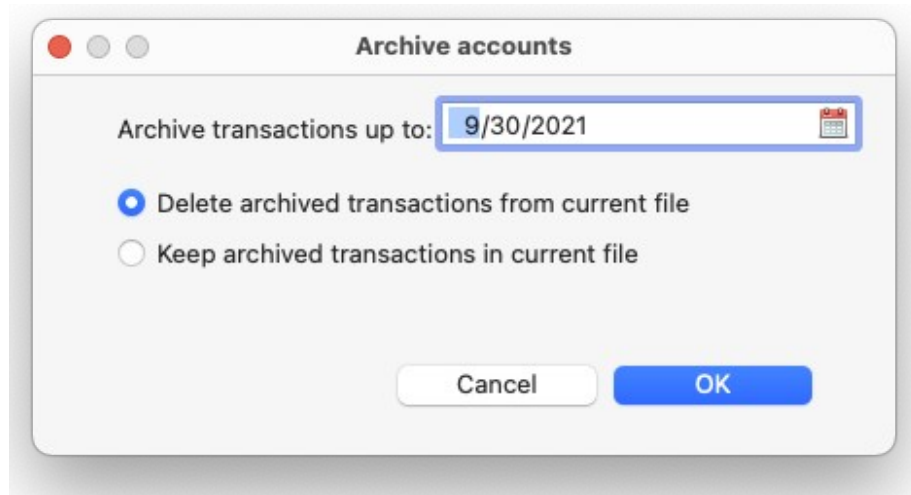 Archive accounts
Archive transactions up to: 9/30/2021
Delete archived transactions from current file
Keep archived transactions in current file
Cancel OK